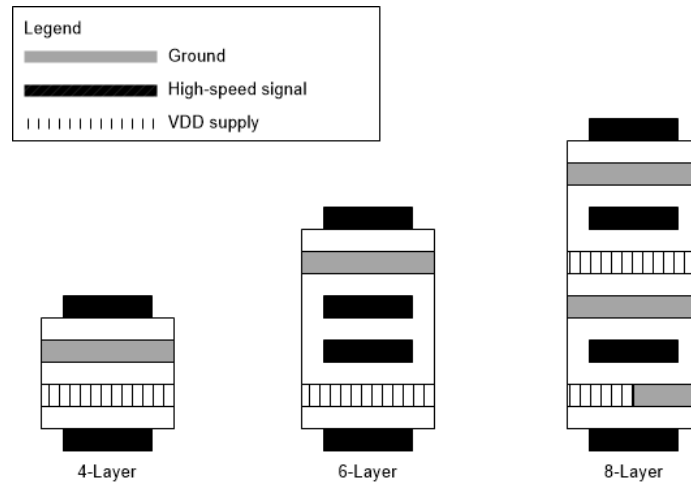 Legend
Ground
High-speed signal
VDD supply
4-Layer
6-Layer
8-Layer